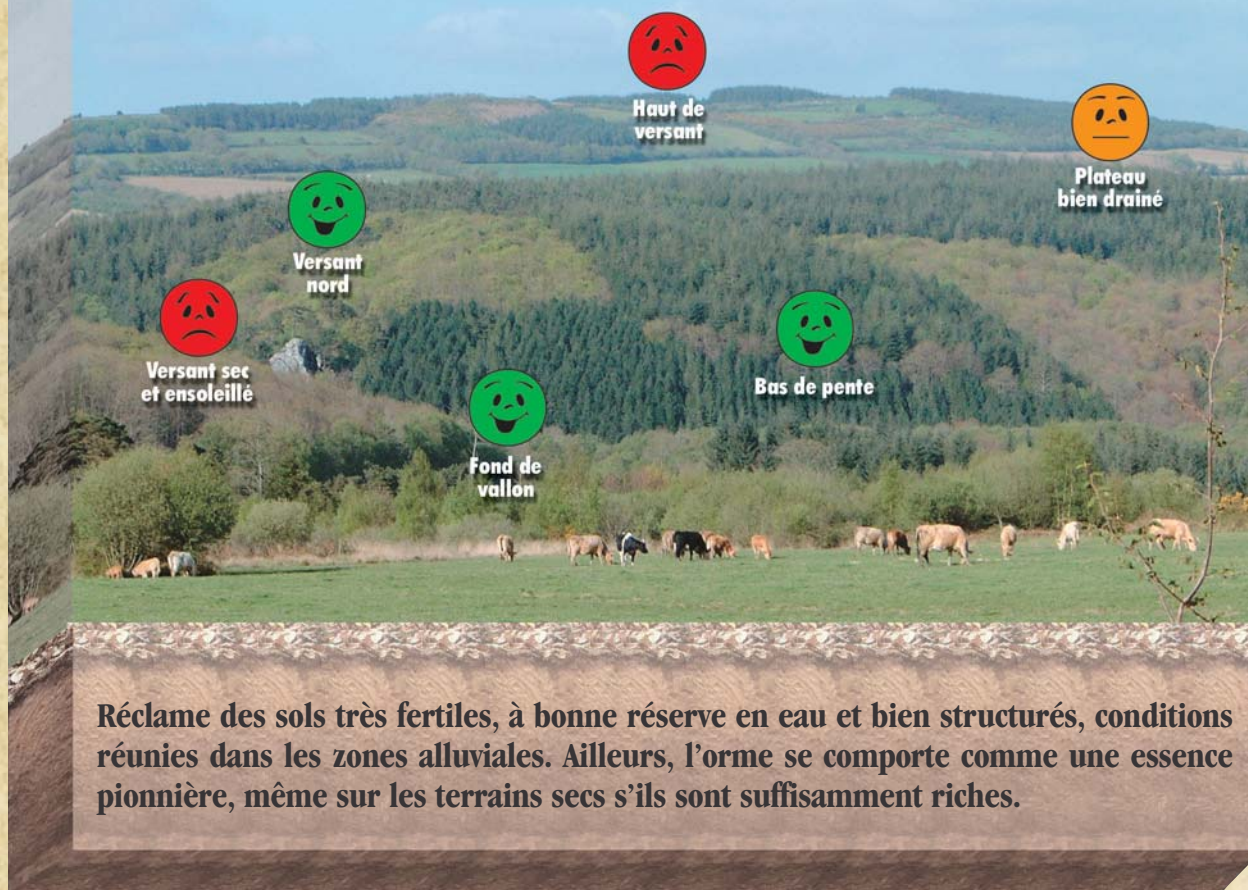 Haut de
versant
Plateau
bien drainé
Versant
nord
Versant sec
et ensoleillé
Bas de pente
Fond de
vallon
Réclame des sols très fertiles, à bonne réserve en eau et bien structurés, conditions
réunies dans les zones alluviales. Ailleurs, l'orme se comporte comme une essence
pionnière, même sur les terrains secs s'ils sont suffisamment riches.